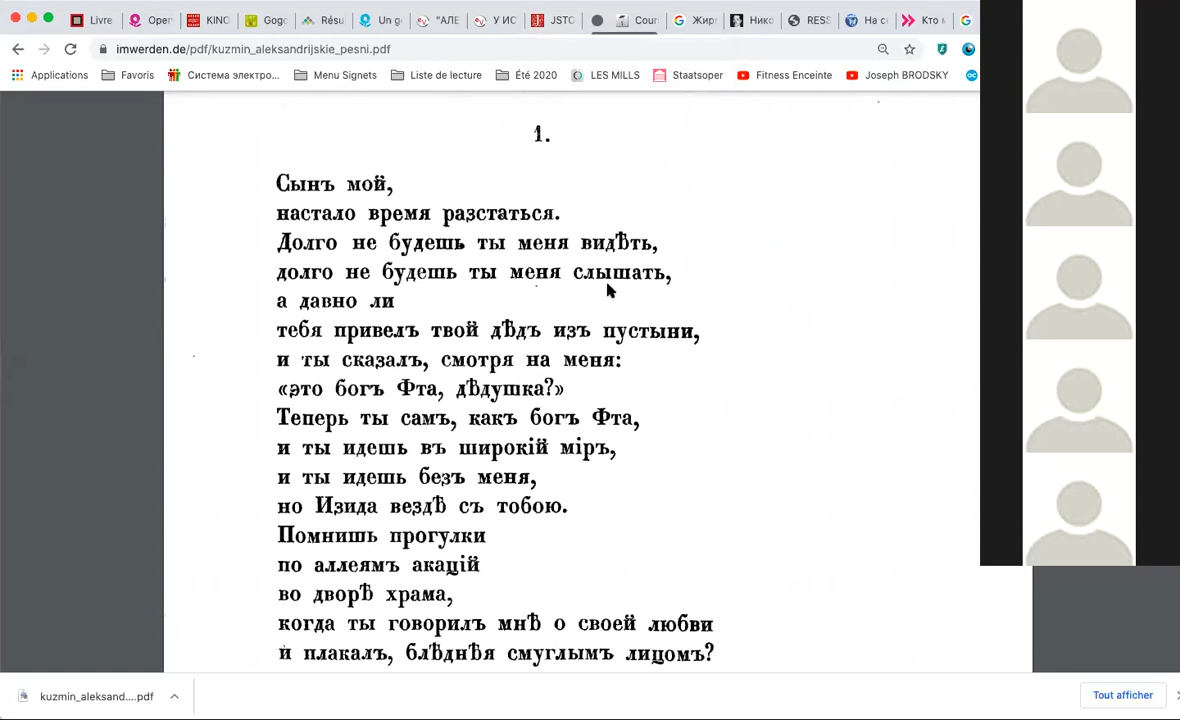 Livre
Oper
KINO
Gogo
Résu
Un g
"АЛЕ
У ИС
JSTO
Cour
Жир
Нико
RESS
На с
Кто м
imwerden.de/pdf/kuzmin_aleksandrijskie_pesni.pdf
Applications
Favoris
Система электро...
Menu Signets
Liste de lecture
Été 2020
LES MILLS
Staatsoper
Fitness Enceinte
Joseph BRODSKY
1.
Сынъ мой,
настало время разстаться.
Долго не будешь ты меня видѣть,
долго не будешь ты меня слышать,
а давно ли
тебя привелъ твой дѣдъ изъ пустыни,
и ты сказалъ, смотря на меня:
«это богъ Фта, дѣдушка?»
Теперь ты самъ, какъ богъ Фта,
и ты идешь въ широкій міръ,
и ты идешь безъ меня,
но Изида вездѣ съ тобою.
Помнишь прогулки
по аллеямъ акацій
во дворѣ храма,
когда ты говорилъ мнѣ о своей любви
и плакалъ, блѣднѣя смуглымъ лицомъ?
kuzmin_aleksand....pdf
Tout afficher